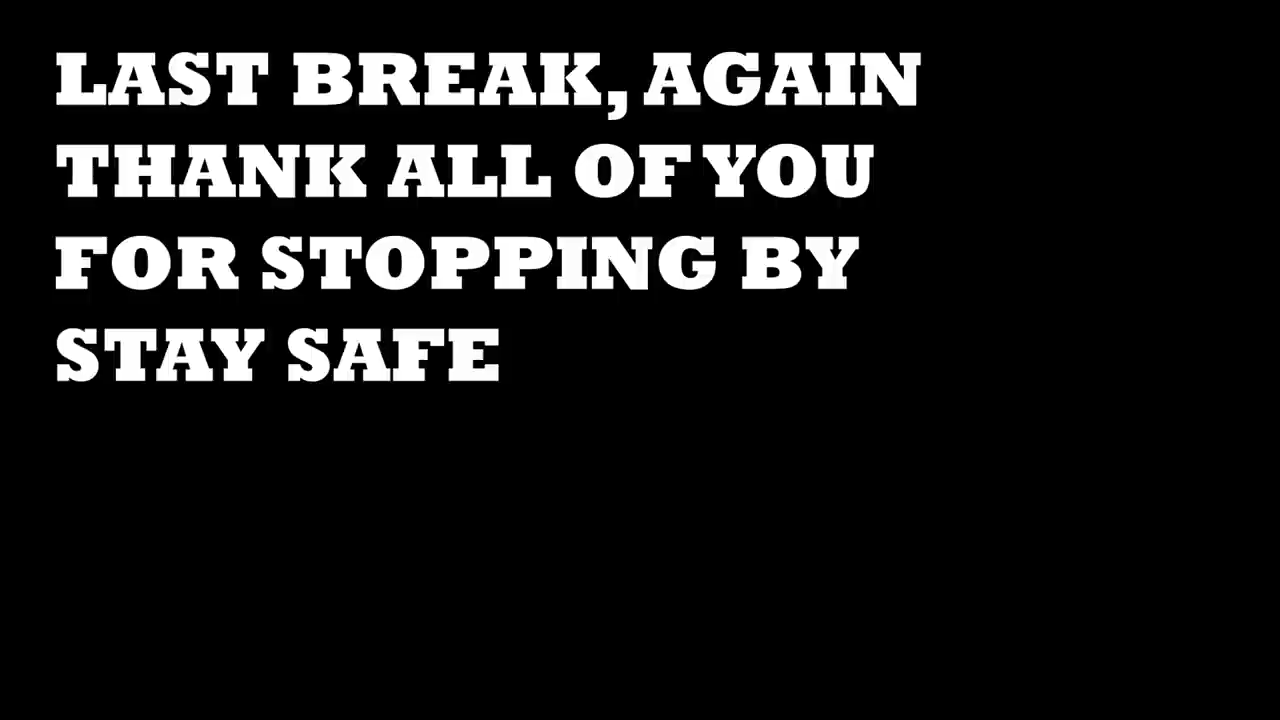 LAST BREAK, AGAIN
THANK ALL OF YOU
FOR STOPPING BY
STAY SAFE